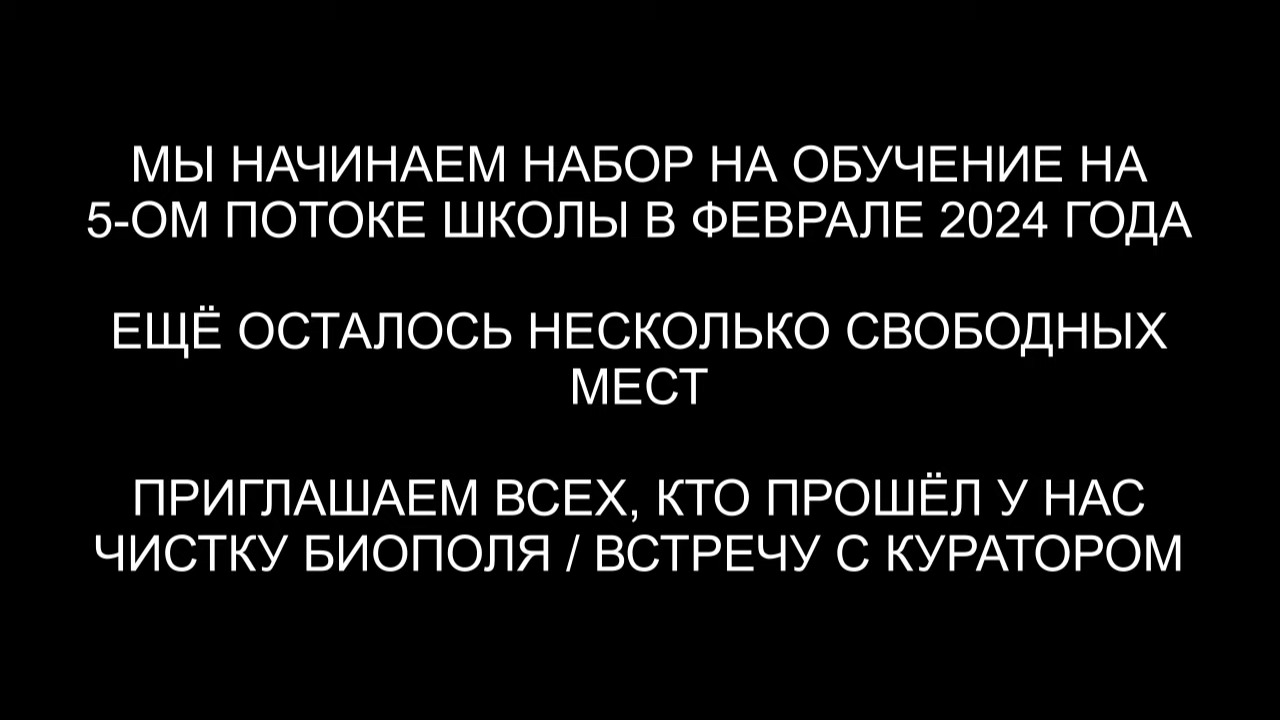 МЫ НАЧИНАЕМ НАБОР НА ОБУЧЕНИЕ НА
5-ОМ ПОТОКЕ ШКОЛЫ В ФЕВРАЛЕ 2024 ГОДА
ЕЩЁ ОСТАЛОСЬ НЕСКОЛЬКО СВОБОДНЫХ
МЕСТ
ПРИГЛАШАЕМ ВСЕХ, КТО ПРОШЁЛ У НАС
ЧИСТКУ БИОПОЛЯ / ВСТРЕЧУ С КУРАТОРОМ